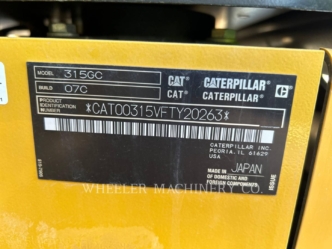 MODEL 315GC
BUILD 07C
CAT® CATERPILLAR®
CAT® CATERPILLAR®
PRODUCT
IDENTIFICATION
NUMBER
*CAT00315VFTY20263*
CATERPILLAR INC.
PEORIA, IL 61629
USA
MADE IN JAPAN
OF DOMESTIC AND
FOREIGN COMPONENTS
ISSUE
WHEELER MACHINERY CO.